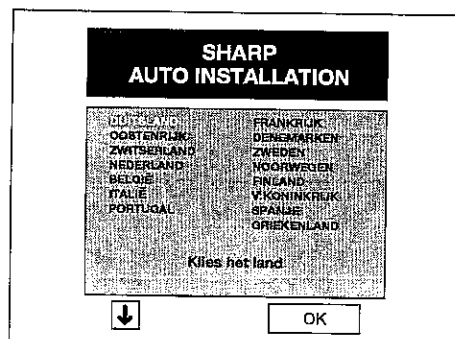 SHARP
AUTO INSTALLATION
DUITSLAND
OOSTENRIJK
ZWITSERLAND
NEDERLAND
BELGIË
ITALIË
PORTUGAL
FRANKRIJK
DENEMARKEN
ZWEDEN
NOORWEGEN
FINLAND
V.KONINKRIJK
SPANJE
GRIEKENLAND
Kies het land
OK